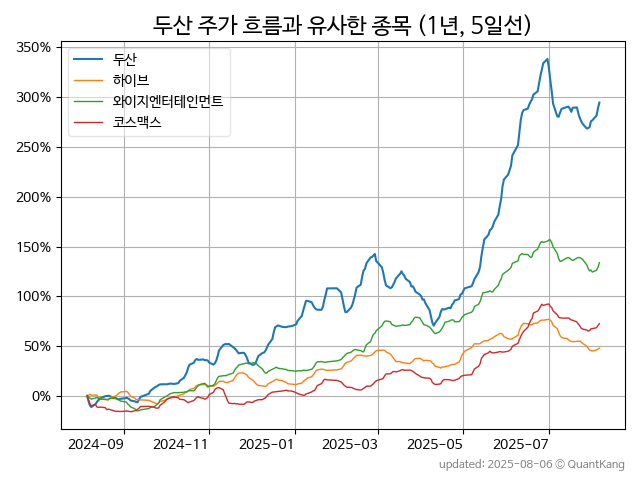 두산 주가 흐름과 유사한 종목 (1년, 5일선)
350%
300%
250%
200%
150%
100%
50%
0%
두산
하이브
와이지엔터테인먼트
코스맥스
2024-09
2024-11
2025-01
2025-03
2025-05
2025-07
updated: 2025-08-06 © QuantKang